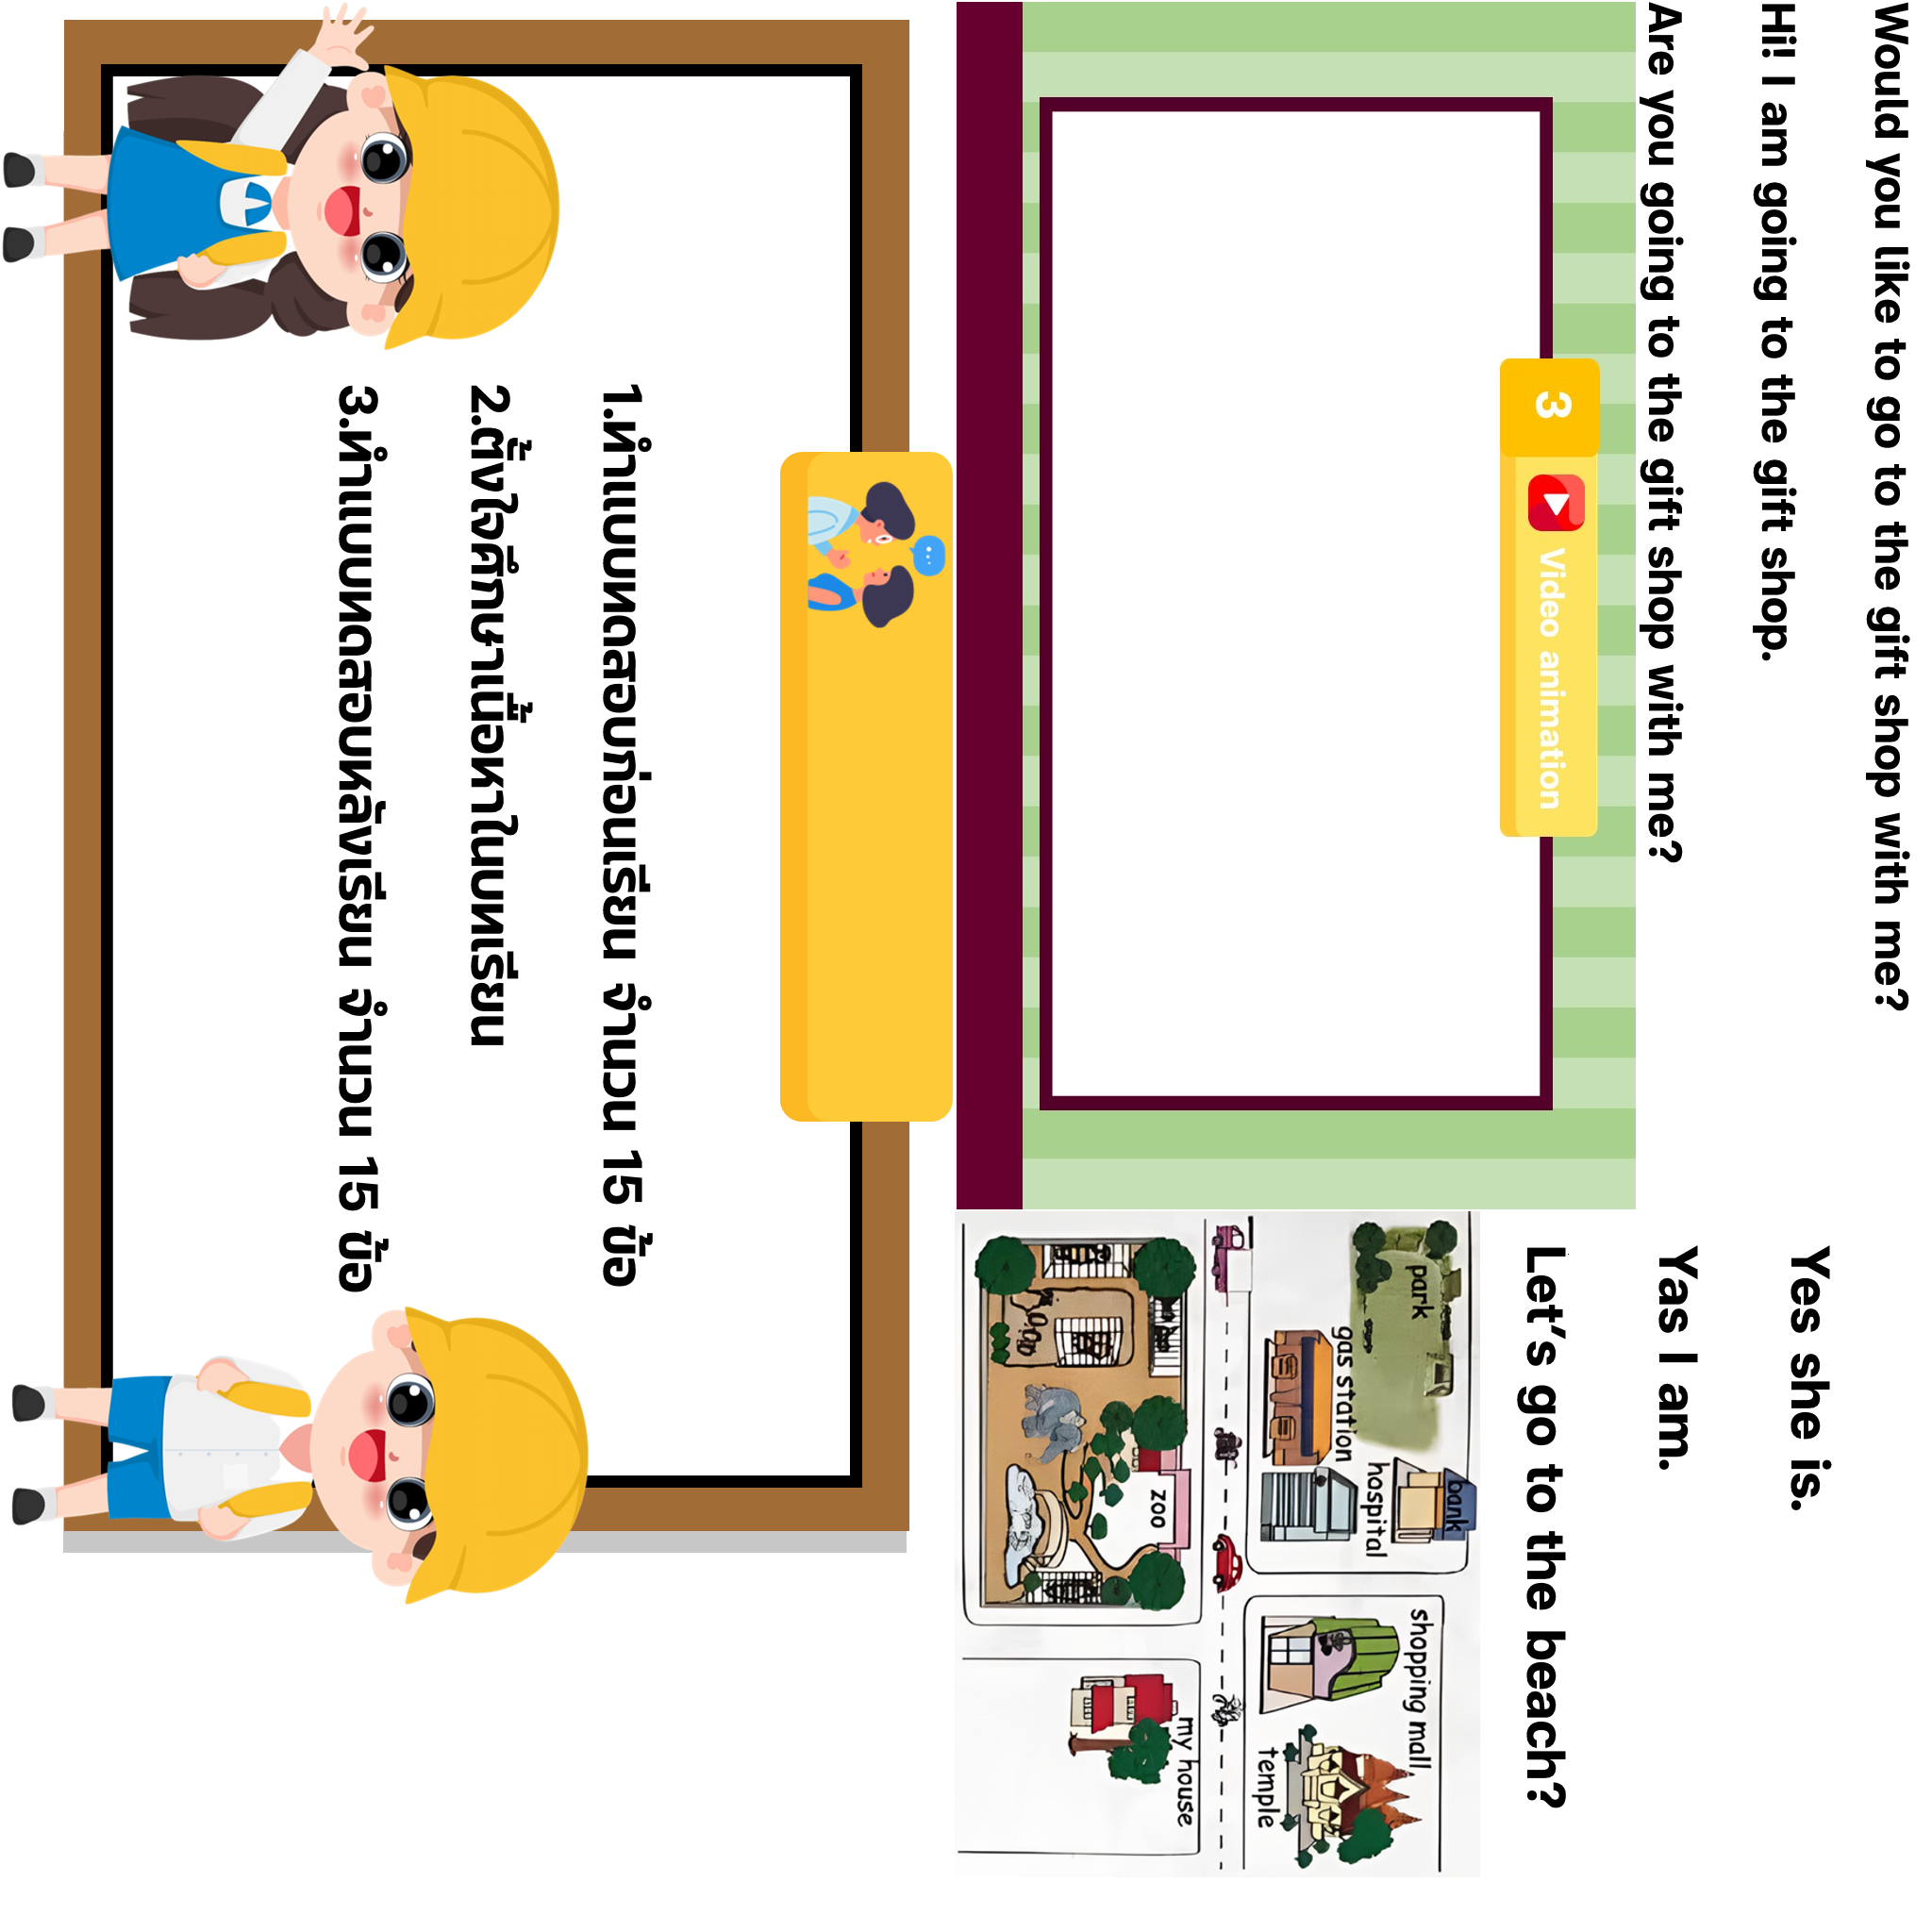 Would you like to go to the gift shop with me?
Hi! I am going to the gift shop.
Are you going to the gift shop with me?
Yes she is.
Yas I am.
Let's go to the beach?
3
Video animation
park
bank
gas station
hospital
shopping mall
temple
zoo
my house
1.ทำแบบทดสอบก่อนเรียน จำนวน 15 ข้อ
2.ตั้งใจศึกษาเนื้อหาในบทเรียน
3.ทำแบบทดสอบหลังเรียน จำนวน 15 ข้อ